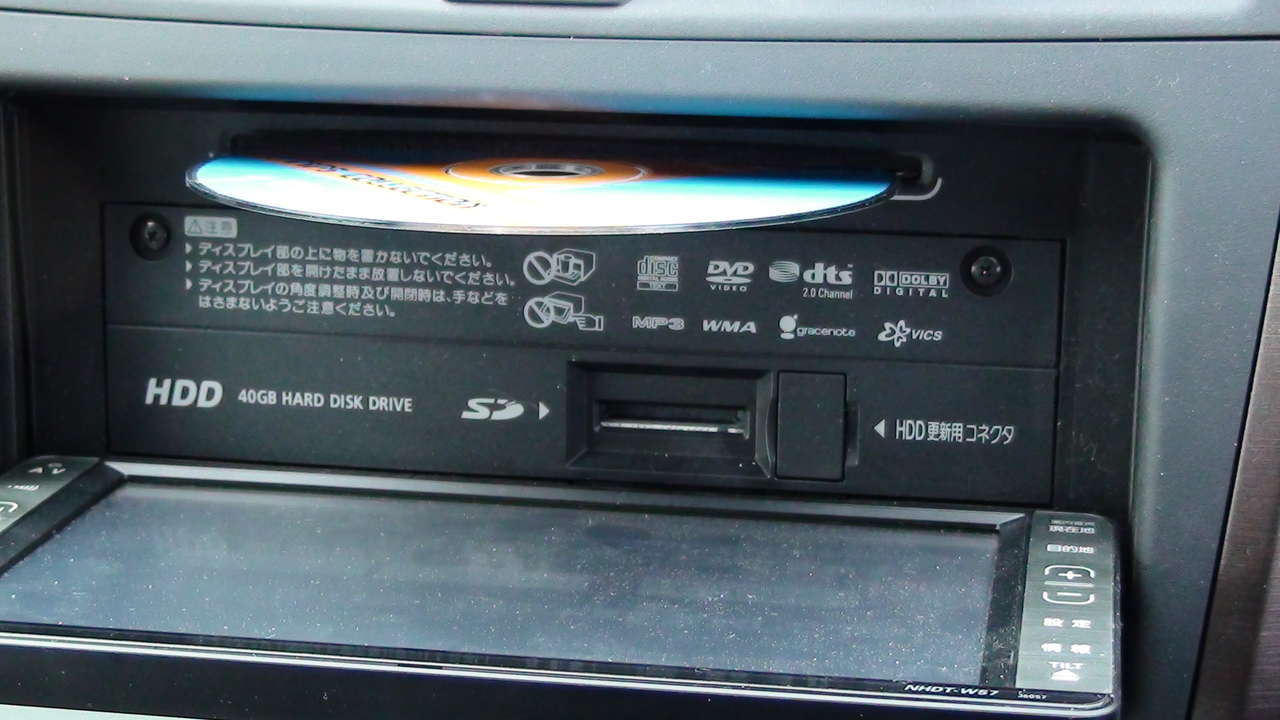 COLLECTION
⚠注意
▶ディスプレイ部の上に物を置かないでください。
▶ディスプレイ部を開けたまま放置しないでください。
▶ディスプレイの角度調整時及び開閉時は、手などを
はさまないようご注意ください。
COMPACT disc DIGITAL AUDIO TEXT
DVD VIDEO
dts 2.0 Channel
DOLBY DIGITAL
MP3 WMA gracenote VICS
HDD 40GB HARD DISK DRIVE SD ▶ ◀ HDD更新用コネクタ
現在地
目的地
+
−
設定
情報
TILT
NHDT-W57